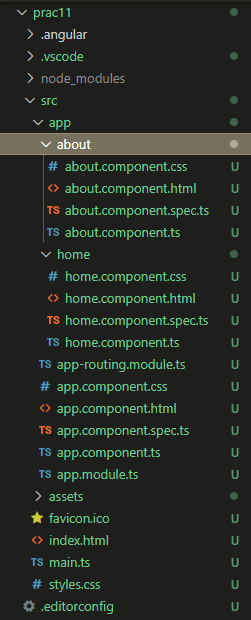 prac11
.angular
.vscode
node_modules
src
app
about
# about.component.css U
<> about.component.html U
TS about.component.spec.ts U
TS about.component.ts U
home
# home.component.css U
<> home.component.html U
TS home.component.spec.ts U
TS home.component.ts U
TS app-routing.module.ts U
# app.component.css U
<> app.component.html U
TS app.component.spec.ts U
TS app.component.ts U
TS app.module.ts U
assets
favicon.ico U
<> index.html U
TS main.ts U
# styles.css U
.editorconfig U